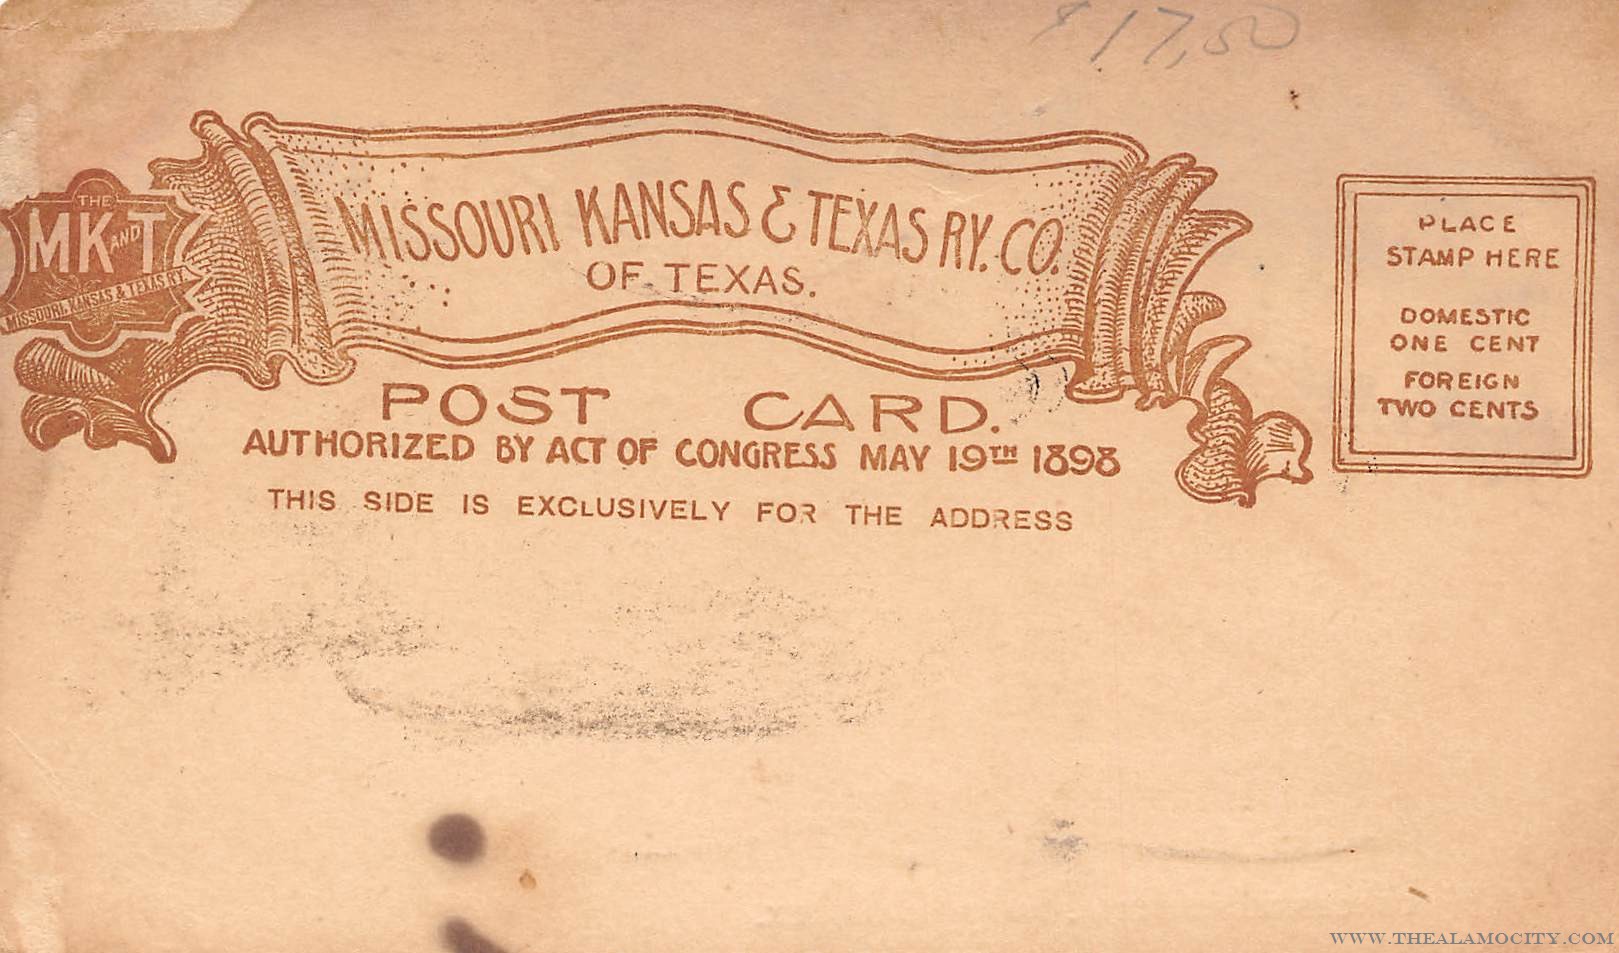 $17.50
THE
MK AND T
MISSOURI, KANSAS & TEXAS RY.
MISSOURI KANSAS & TEXAS RY. CO.
OF TEXAS.
POST CARD.
AUTHORIZED BY ACT OF CONGRESS MAY 19TH 1898
THIS SIDE IS EXCLUSIVELY FOR THE ADDRESS
PLACE
STAMP HERE
DOMESTIC
ONE CENT
FOREIGN
TWO CENTS
WWW.THEALAMOCITY.COM